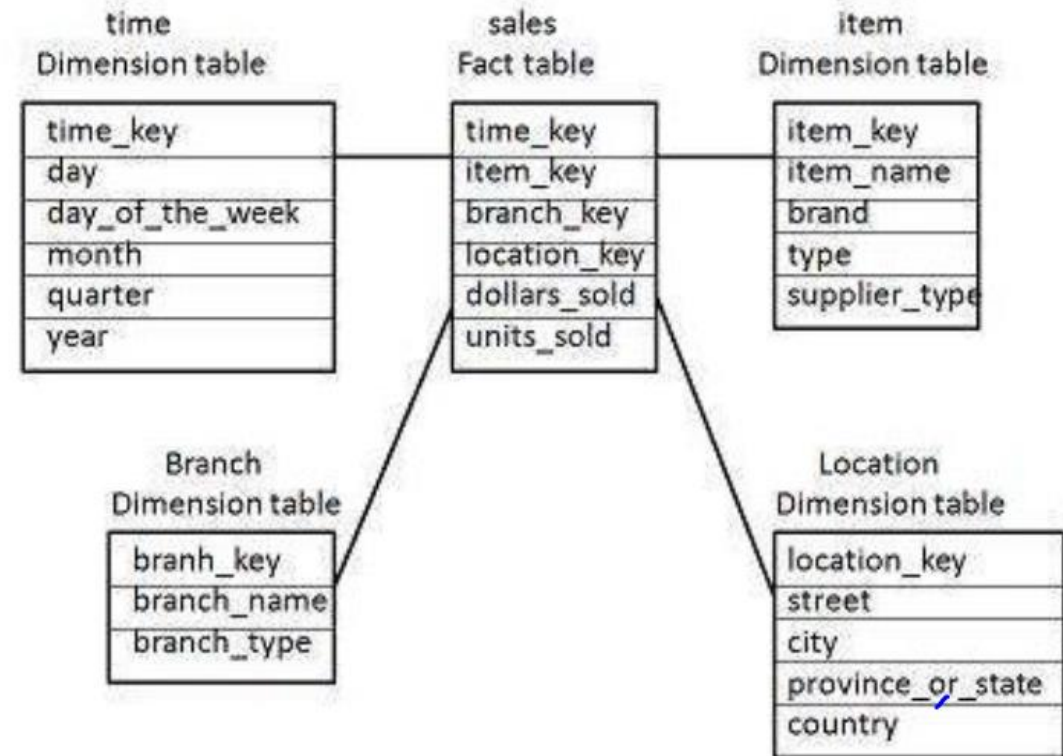 time
Dimension table
time_key
day
day_of_the_week
month
quarter
year
sales
Fact table
time_key
item_key
branch_key
location_key
dollars_sold
units_sold
item
Dimension table
item_key
item_name
brand
type
supplier_type
Branch
Dimension table
branh_key
branch_name
branch_type
Location
Dimension table
location_key
street
city
province_or_state
country